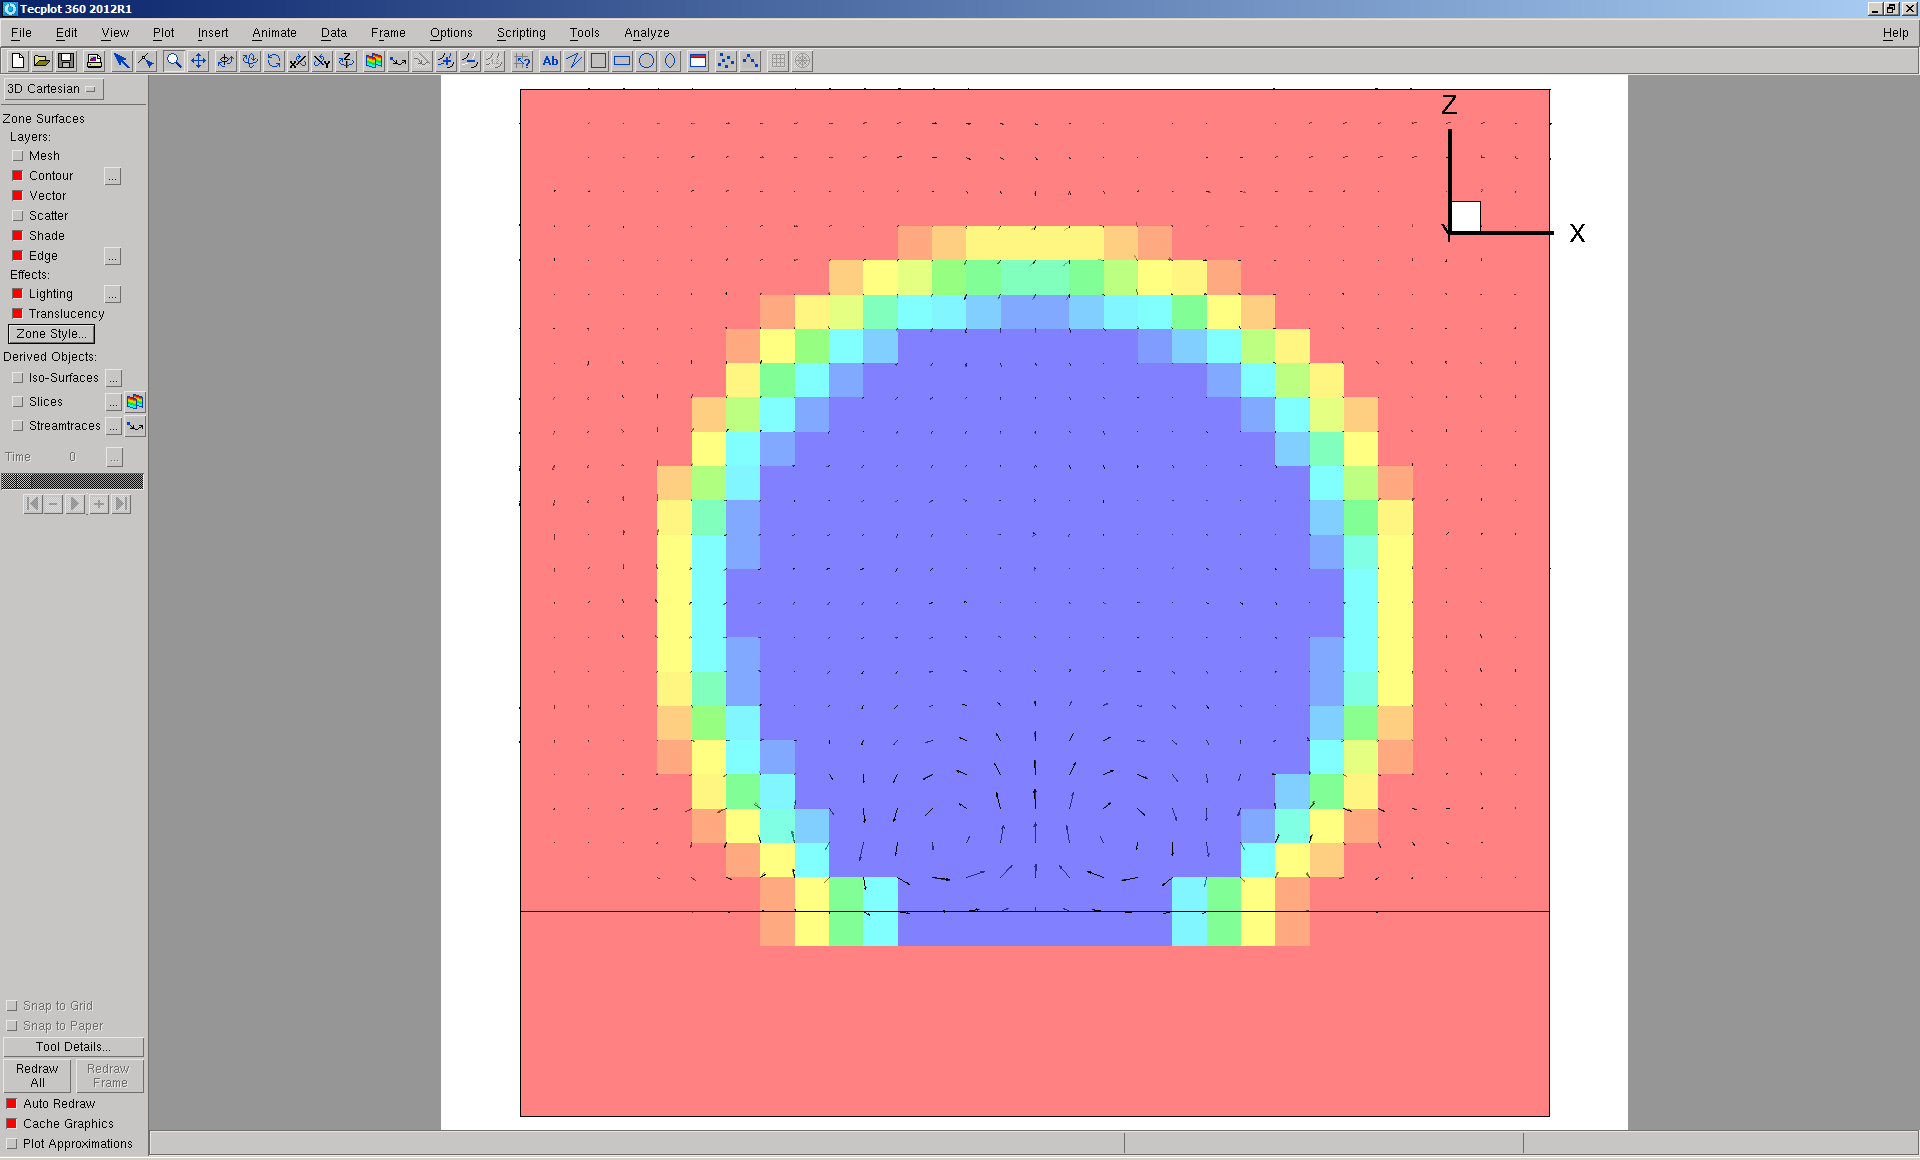 Tecplot 360 2012R1
File Edit View Plot Insert Animate Data Frame Options Scripting Tools Analyze Help
Ab
3D Cartesian
Zone Surfaces
Layers:
Mesh
Contour ...
Vector
Scatter
Shade
Edge ...
Effects:
Lighting ...
Translucency
Zone Style...
Derived Objects:
Iso-Surfaces ...
Slices ...
Streamtraces ...
Time 0 ...
Snap to Grid
Snap to Paper
Tool Details...
Redraw All
Redraw Frame
Auto Redraw
Cache Graphics
Plot Approximations
Z
Y
X